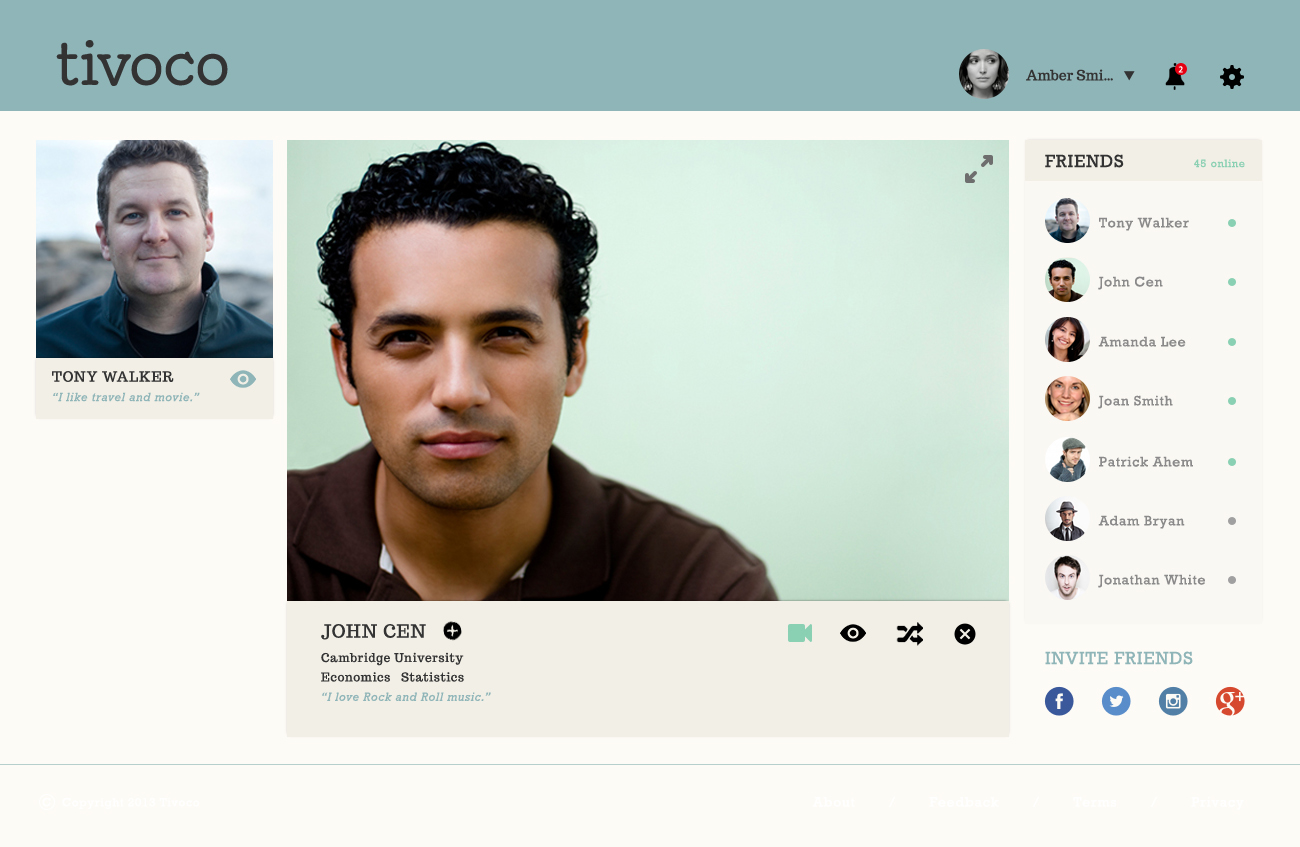 tivoco
Amber Smi...
2
TONY WALKER
“I like travel and movie.”
JOHN CEN
Cambridge University
Economics Statistics
“I love Rock and Roll music.”
FRIENDS
45 online
Tony Walker
John Cen
Amanda Lee
Joan Smith
Patrick Ahem
Adam Bryan
Jonathan White
INVITE FRIENDS
f
g+
About | Feedback | Terms | Privacy